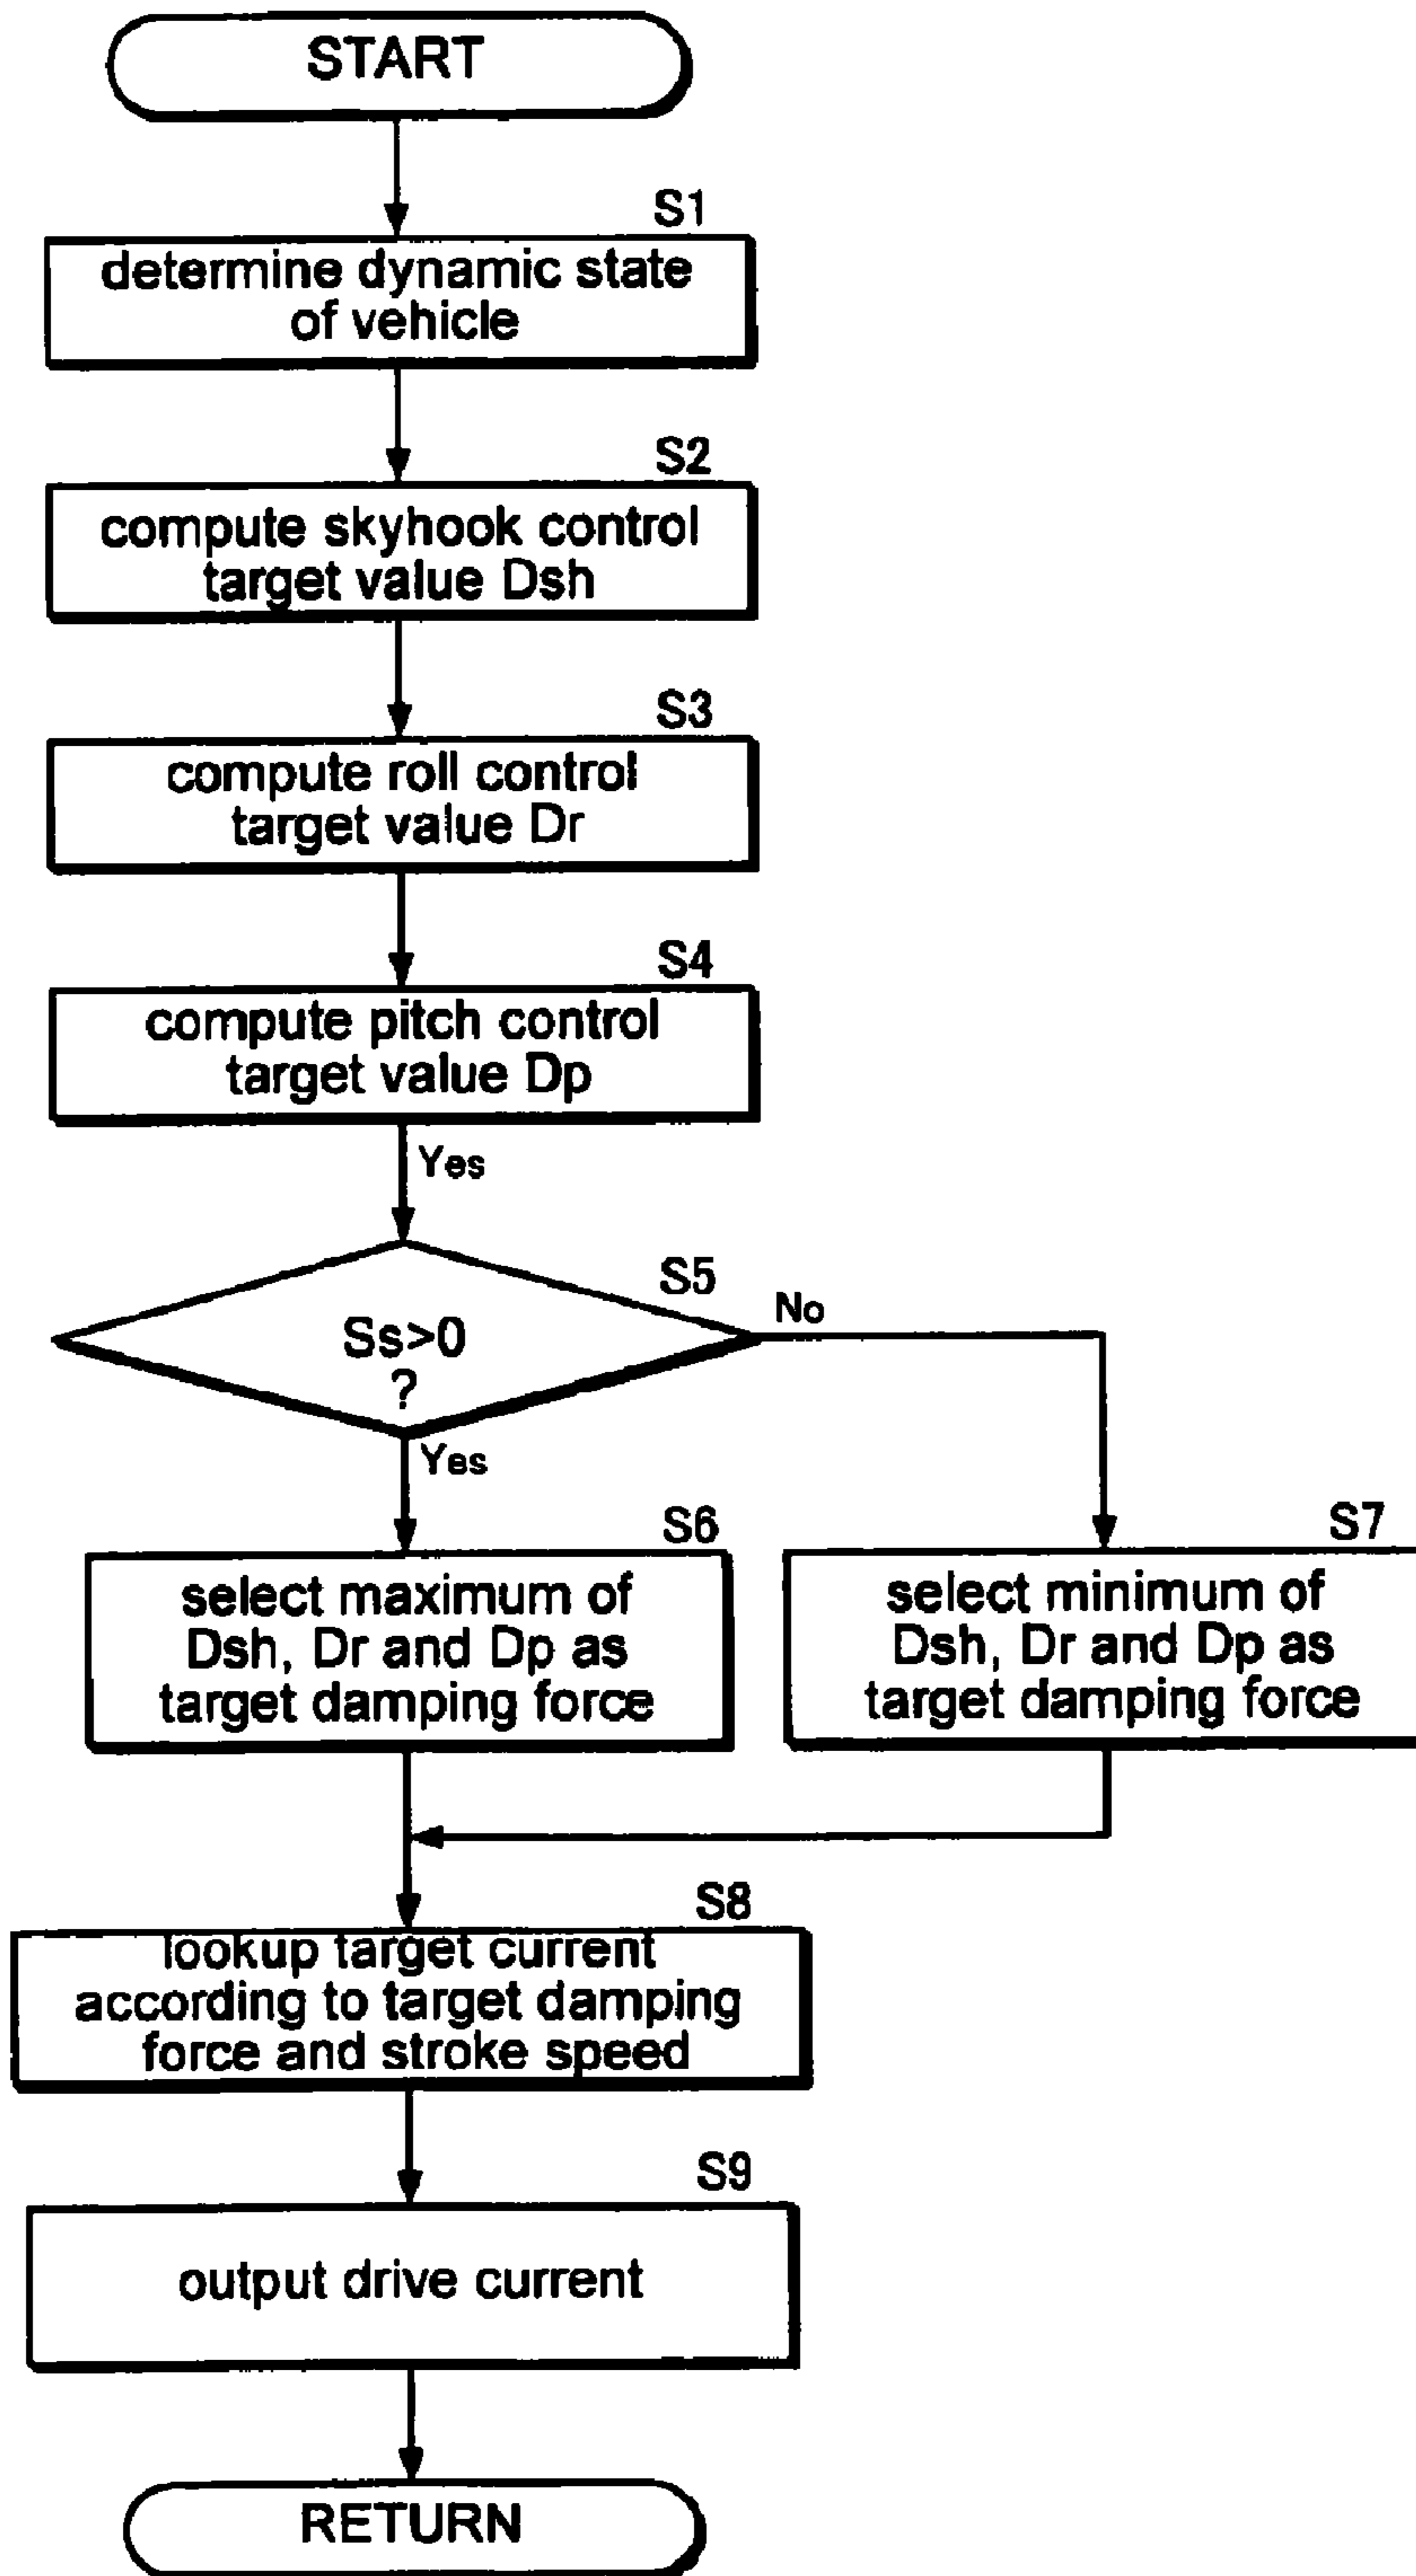 START
S1
determine dynamic state
of vehicle
S2
compute skyhook control
target value Dsh
S3
compute roll control
target value Dr
S4
compute pitch control
target value Dp
Yes
S5
Ss>0
?
No
Yes
S6
select maximum of
Dsh, Dr and Dp as
target damping force
S7
select minimum of
Dsh, Dr and Dp as
target damping force
S8
lookup target current
according to target damping
force and stroke speed
S9
output drive current
RETURN